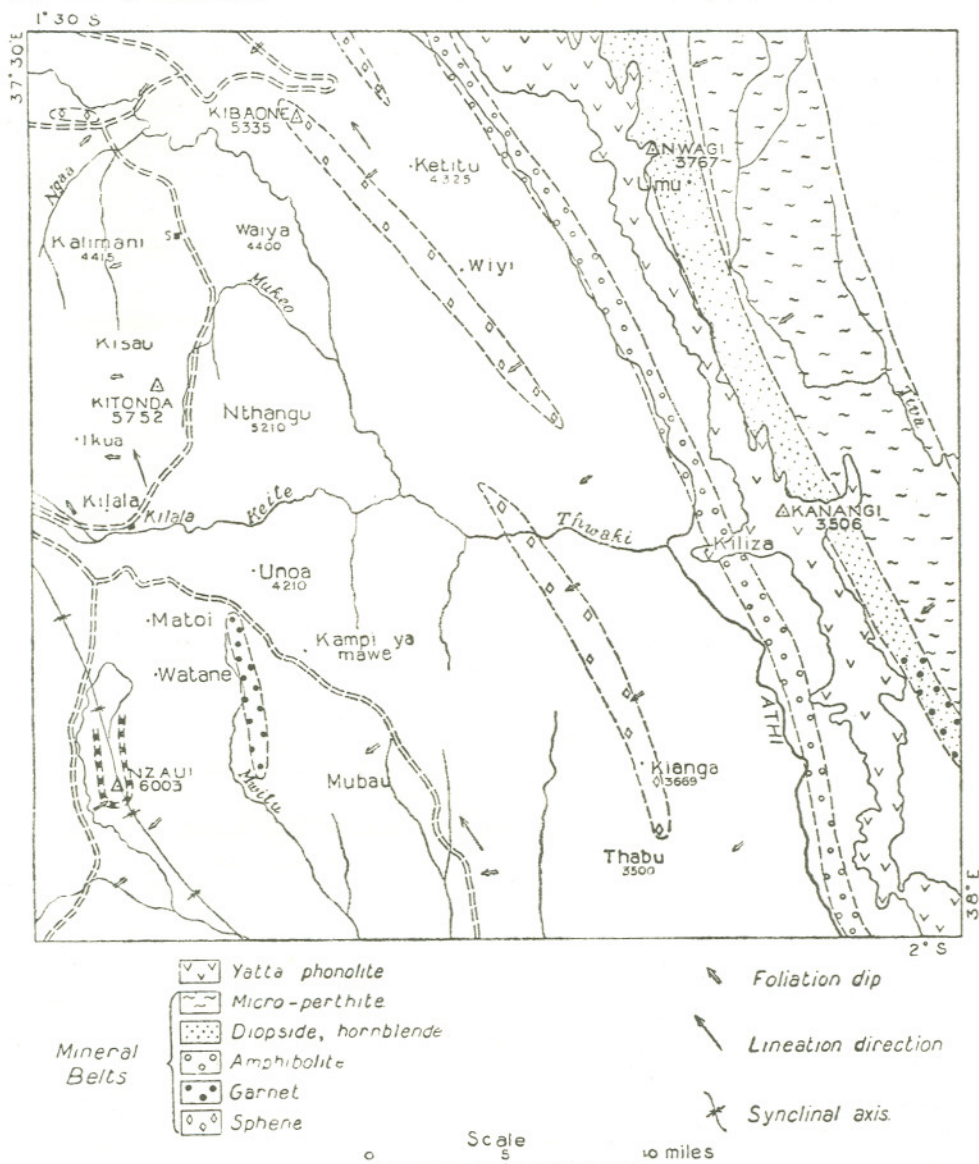 1° 30 S
37° 30 E
KIBAONE
5335
Ketitu
4325
NWAGI
3767
Umu
Ngaa
Kalimani
4415
S
Waiya
4400
Mukeo
Wiyi
Kisau
KITONDA
5752
Nthangu
5210
Ikua
Tiva
Kilala
Kilala
Keite
Thwaki
KANANGI
3506
Kiliza
Unoa
4210
Matoi
Kampi ya
mawe
Watane
ATHI
NZAUI
6003
Mwitu
Mubau
Kianga
3669
Thabu
3500
38° E
2° S
Yatta phonolite
Mineral
Belts
Micro-perthite
Diopside, hornblende
Amphibolite
Garnet
Sphene
Foliation dip
Lineation direction
Synclinal axis.
Scale
0 5 10 miles